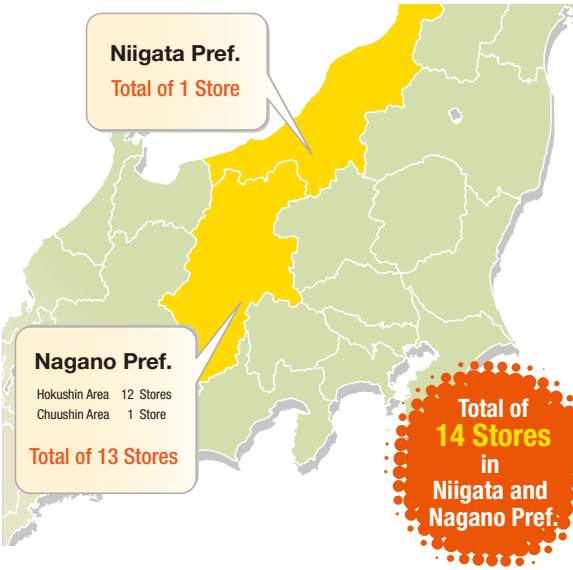 Niigata Pref.
Total of 1 Store
Nagano Pref.
Hokushin Area 12 Stores
Chuushin Area 1 Store
Total of 13 Stores
Total of
14 Stores
in
Niigata and
Nagano Pref.